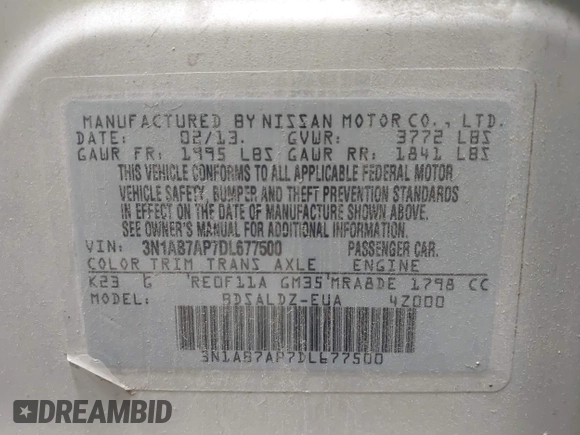 MANUFACTURED BY NISSAN MOTOR CO., LTD.
DATE: 02/13. GVWR: 3772 LBS
GAWR FR: 1995 LBS GAWR RR: 1841 LBS
THIS VEHICLE CONFORMS TO ALL APPLICABLE FEDERAL MOTOR
VEHICLE SAFETY, BUMPER AND THEFT PREVENTION STANDARDS
IN EFFECT ON THE DATE OF MANUFACTURE SHOWN ABOVE.
SEE OWNER'S MANUAL FOR ADDITIONAL INFORMATION.
VIN: 3N1AB7AP7DL677500 PASSENGER CAR.
COLOR TRIM TRANS AXLE ENGINE
K23 G RE0F11A GM35 MRA8DE 1798 CC
MODEL: BDSALDZ-EUA 4Z000
3N1AB7AP7DL677500
DREAMBID